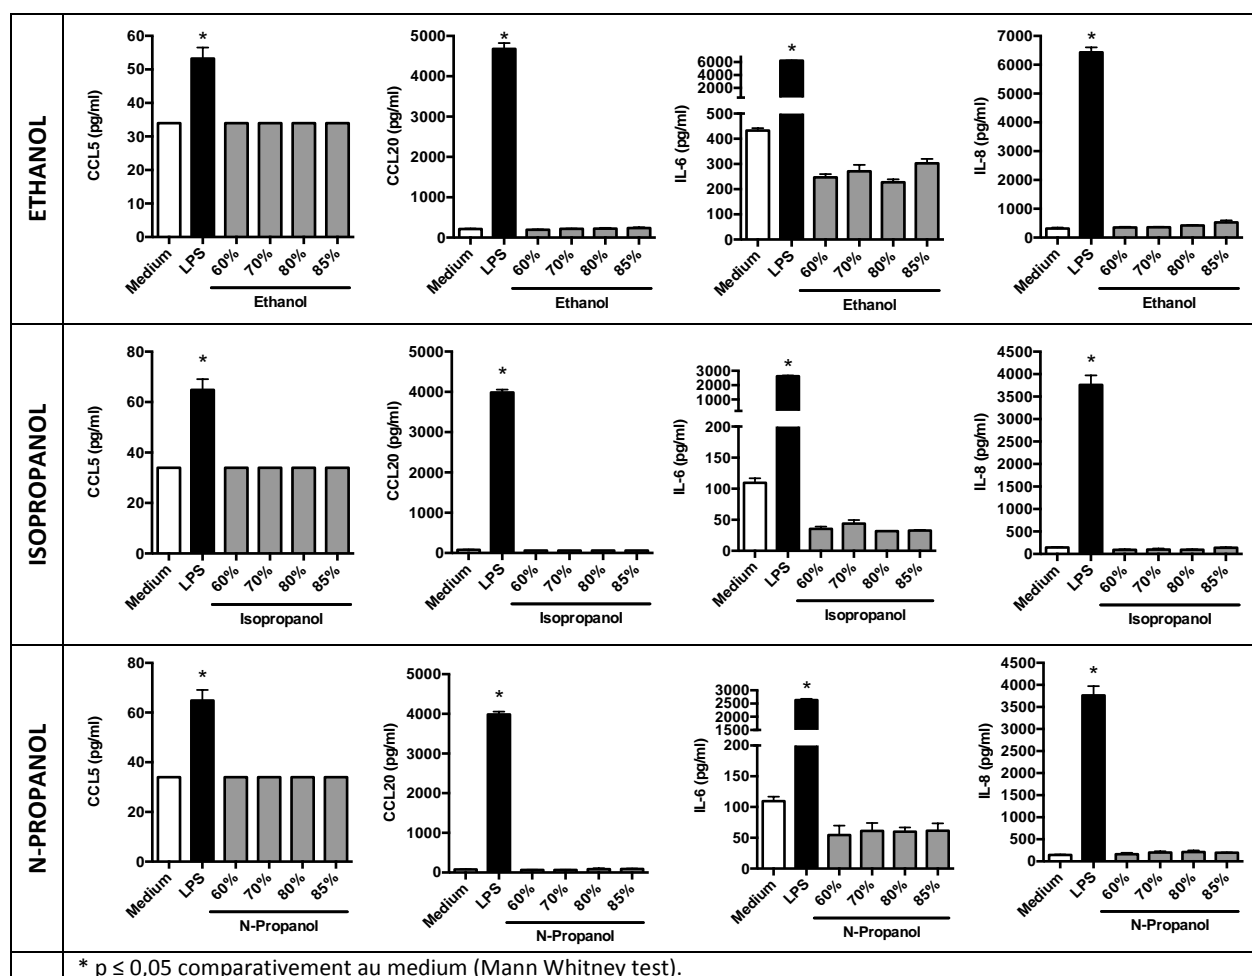 ETHANOL
CCL5 (pg/ml)
60
50
40
30
20
10
0
*
Medium
LPS
60%
70%
80%
85%
Ethanol
CCL20 (pg/ml)
5000
4000
3000
2000
1000
0
*
Medium
LPS
60%
70%
80%
85%
Ethanol
IL-6 (pg/ml)
6000
4000
2000
500
400
300
200
100
0
*
Medium
LPS
60%
70%
80%
85%
Ethanol
IL-8 (pg/ml)
7000
6000
5000
4000
3000
2000
1000
0
*
Medium
LPS
60%
70%
80%
85%
Ethanol
ISOPROPANOL
CCL5 (pg/ml)
80
60
40
20
0
*
Medium
LPS
60%
70%
80%
85%
Isopropanol
CCL20 (pg/ml)
5000
4000
3000
2000
1000
0
*
Medium
LPS
60%
70%
80%
85%
Isopropanol
IL-6 (pg/ml)
3000
2000
1000
200
150
100
50
0
*
Medium
LPS
60%
70%
80%
85%
Isopropanol
IL-8 (pg/ml)
4500
4000
3500
3000
2500
2000
1500
1000
500
0
*
Medium
LPS
60%
70%
80%
85%
Isopropanol
N-PROPANOL
CCL5 (pg/ml)
80
60
40
20
0
*
Medium
LPS
60%
70%
80%
85%
N-Propanol
CCL20 (pg/ml)
5000
4000
3000
2000
1000
0
*
Medium
LPS
60%
70%
80%
85%
N-Propanol
IL-6 (pg/ml)
3000
2500
2000
1500
200
150
100
50
0
*
Medium
LPS
60%
70%
80%
85%
N-Propanol
IL-8 (pg/ml)
4500
4000
3500
3000
2500
2000
1500
1000
500
0
*
Medium
LPS
60%
70%
80%
85%
N-Propanol
* p ≤ 0,05 comparativement au medium (Mann Whitney test).